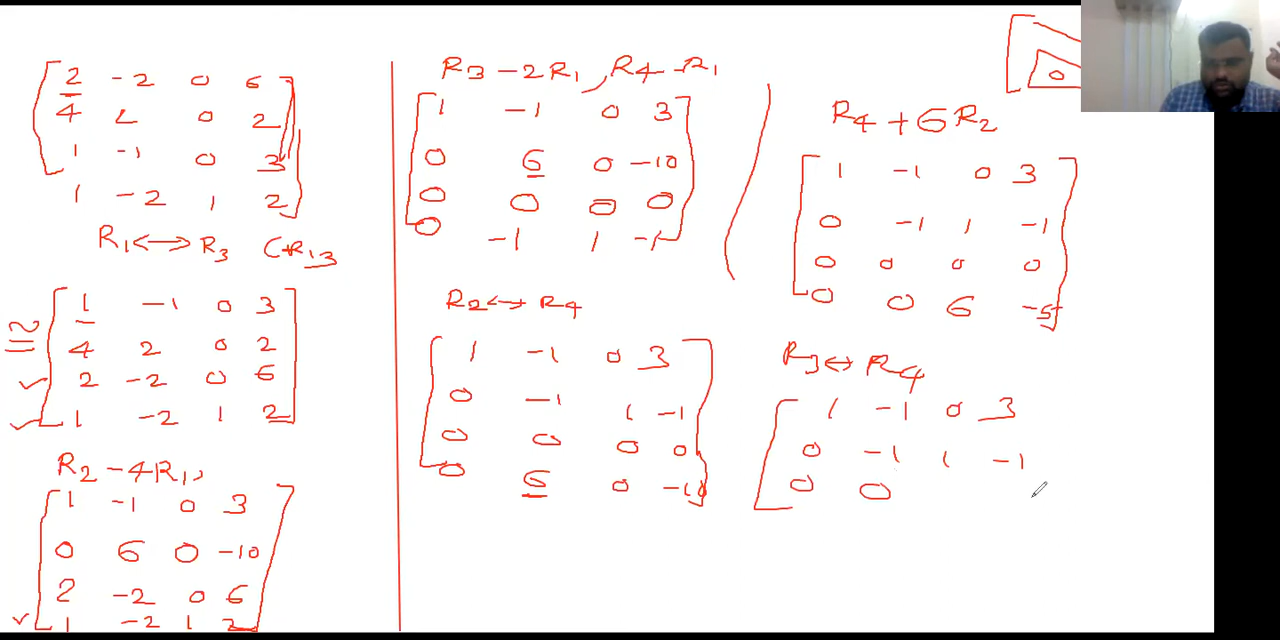 2 -2 0 6
4 2 0 2
1 -1 0 3
1 -2 1 2
R1 <-> R3 (or R13
≅ 1 -1 0 3
4 2 0 2
✓ 2 -2 0 6
✓ 1 -2 1 2
R2 - 4R1,
1 -1 0 3
0 6 0 -10
2 -2 0 6
✓ 1 -2 1 2
R3 - 2R1, R4 - R1
1 -1 0 3
0 6 0 -10
0 0 0 0
0 -1 1 -1
R2 <-> R4
1 -1 0 3
0 -1 1 -1
0 0 0 0
0 6 0 -10
R4 + 6R2
1 -1 0 3
0 -1 1 -1
0 0 0 0
0 0 6 -5
R3 <-> R4
1 -1 0 3
0 -1 1 -1
0 0
0